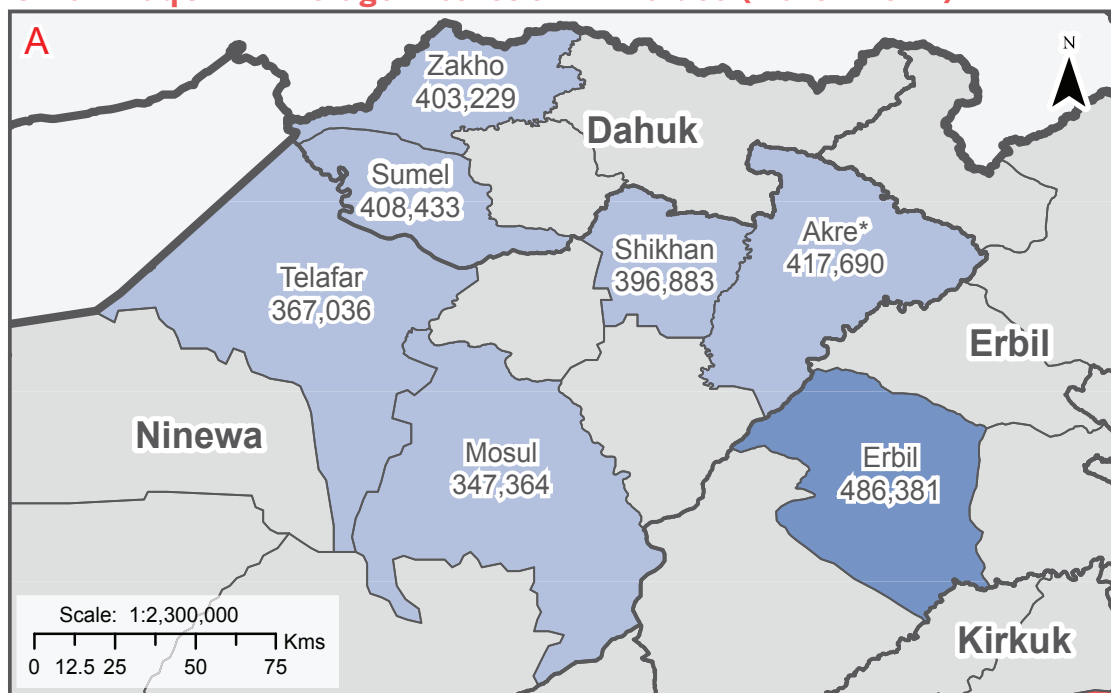 A
N
Zakho
403,229
Dahuk
Sumel
408,433
Akre*
417,690
Shikhan
396,883
Telafar
367,036
Erbil
Ninewa
Mosul
347,364
Erbil
486,381
Scale: 1:2,300,000
Kms
0 12.5 25 50 75
Kirkuk